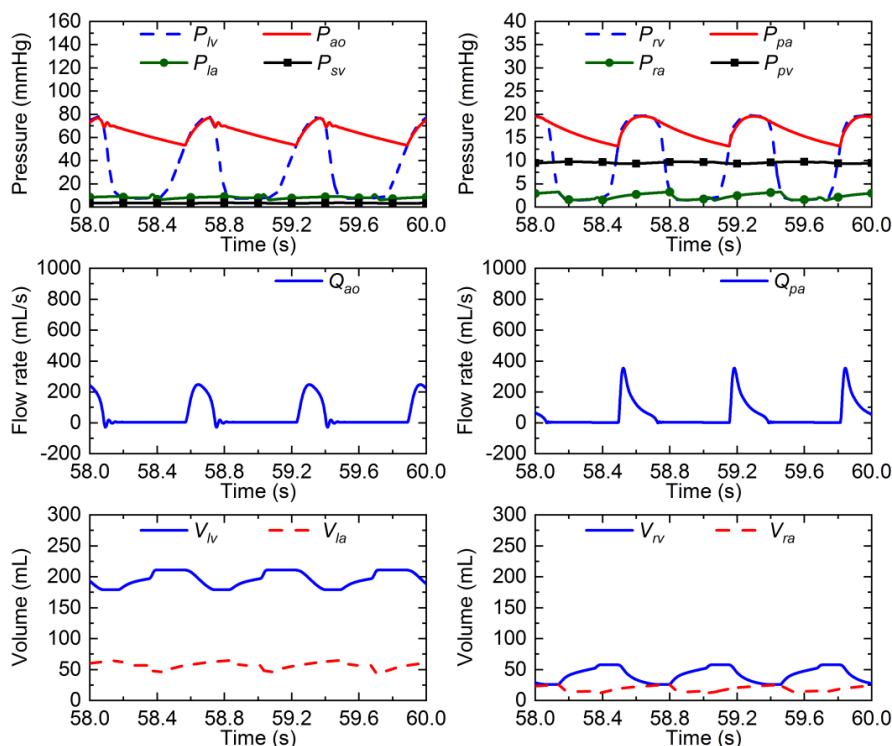 P_lv P_ao
P_la P_sv
Pressure (mmHg)
160
140
120
100
80
60
40
20
0
58.0 58.4 58.8 59.2 59.6 60.0
Time (s)
P_rv P_pa
P_ra P_pv
Pressure (mmHg)
40
35
30
25
20
15
10
5
0
58.0 58.4 58.8 59.2 59.6 60.0
Time (s)
Q_ao
Flow rate (mL/s)
1000
800
600
400
200
0
-200
58.0 58.4 58.8 59.2 59.6 60.0
Time (s)
Q_pa
Flow rate (mL/s)
1000
800
600
400
200
0
-200
58.0 58.4 58.8 59.2 59.6 60.0
Time (s)
V_lv V_la
Volume (mL)
300
250
200
150
100
50
0
58.0 58.4 58.8 59.2 59.6 60.0
Time (s)
V_rv V_ra
Volume (mL)
300
250
200
150
100
50
0
58.0 58.4 58.8 59.2 59.6 60.0
Time (s)